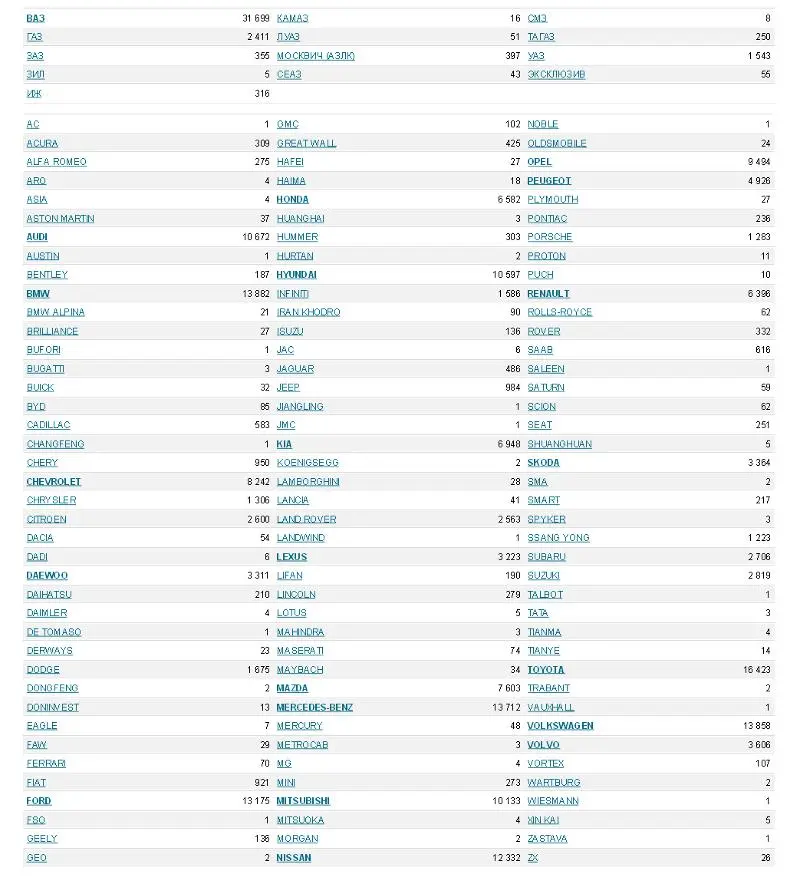 ВАЗ 31 699 КАМАЗ 16 СМЗ 8
ГАЗ 2 411 ЛУАЗ 51 ТАГАЗ 250
ЗАЗ 355 МОСКВИЧ (АЗЛК) 397 УАЗ 1 543
ЗИЛ 5 СЕАЗ 43 ЭКСКЛЮЗИВ 55
ИЖ 316
AC 1 GMC 102 NOBLE 1
ACURA 309 GREAT WALL 425 OLDSMOBILE 24
ALFA ROMEO 275 HAFEI 27 OPEL 9 494
ARO 4 HAIMA 18 PEUGEOT 4 926
ASIA 4 HONDA 6 582 PLYMOUTH 27
ASTON MARTIN 37 HUANGHAI 3 PONTIAC 236
AUDI 10 672 HUMMER 303 PORSCHE 1 283
AUSTIN 1 HURTAN 2 PROTON 11
BENTLEY 187 HYUNDAI 10 597 PUCH 10
BMW 13 882 INFINITI 1 586 RENAULT 6 396
BMW ALPINA 21 IRAN KHODRO 90 ROLLS-ROYCE 62
BRILLIANCE 27 ISUZU 136 ROVER 332
BUFORI 1 JAC 6 SAAB 616
BUGATTI 3 JAGUAR 486 SALEEN 1
BUICK 32 JEEP 984 SATURN 59
BYD 85 JIANGLING 1 SCION 62
CADILLAC 583 JMC 1 SEAT 251
CHANGFENG 1 KIA 6 948 SHUANGHUAN 5
CHERY 950 KOENIGSEGG 2 SKODA 3 364
CHEVROLET 8 242 LAMBORGHINI 28 SMA 2
CHRYSLER 1 306 LANCIA 41 SMART 217
CITROEN 2 600 LAND ROVER 2 563 SPYKER 3
DACIA 54 LANDWIND 1 SSANG YONG 1 223
DADI 6 LEXUS 3 223 SUBARU 2 706
DAEWOO 3 311 LIFAN 190 SUZUKI 2 819
DAIHATSU 210 LINCOLN 279 TALBOT 1
DAIMLER 4 LOTUS 5 TATA 3
DE TOMASO 1 MAHINDRA 3 TIANMA 4
DERWAYS 23 MASERATI 74 TIANYE 14
DODGE 1 675 MAYBACH 34 TOYOTA 16 423
DONGFENG 2 MAZDA 7 603 TRABANT 2
DONINVEST 13 MERCEDES-BENZ 13 712 VAUXHALL 1
EAGLE 7 MERCURY 48 VOLKSWAGEN 13 858
FAW 29 METROCAB 3 VOLVO 3 606
FERRARI 70 MG 4 VORTEX 107
FIAT 921 MINI 273 WARTBURG 2
FORD 13 175 MITSUBISHI 10 133 WIESMANN 1
FSO 1 MITSUOKA 4 XIN KAI 5
GEELY 136 MORGAN 2 ZASTAVA 1
GEO 2 NISSAN 12 332 ZX 26